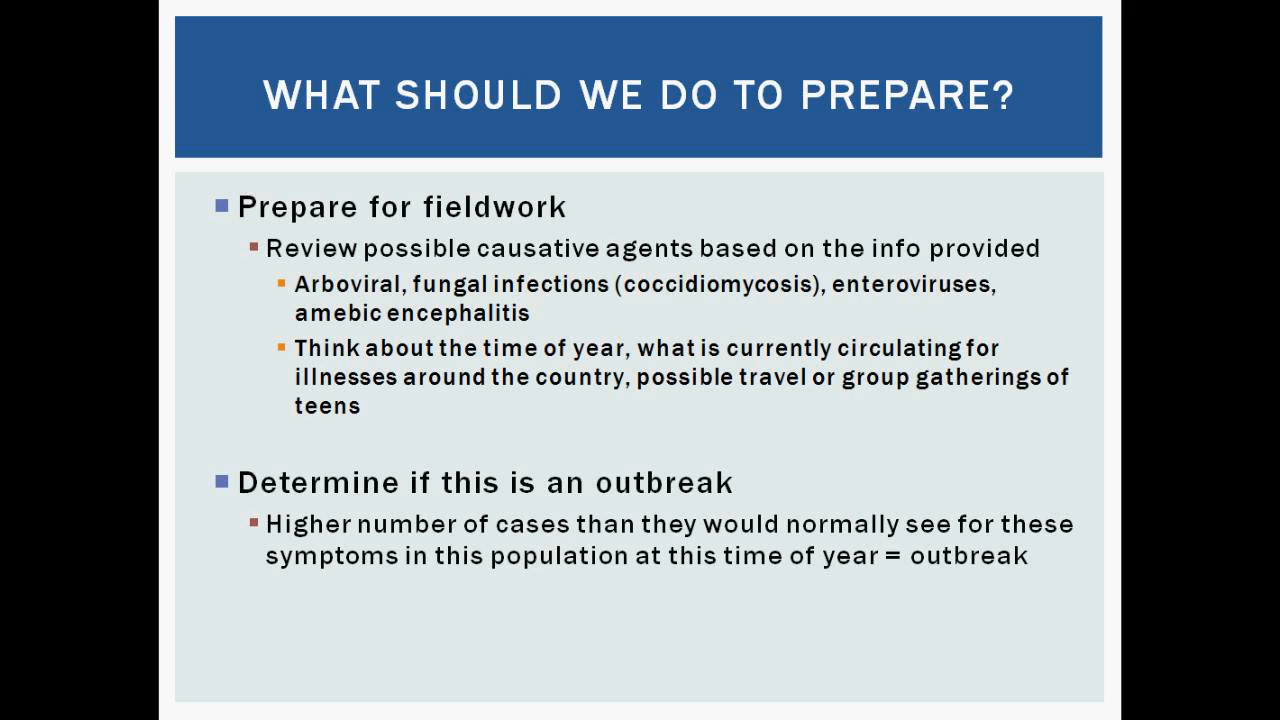 WHAT SHOULD WE DO TO PREPARE?
Prepare for fieldwork
Review possible causative agents based on the info provided
Arboviral, fungal infections (coccidiomycosis), enteroviruses,
amebic encephalitis
Think about the time of year, what is currently circulating for
illnesses around the country, possible travel or group gatherings of
teens
Determine if this is an outbreak
Higher number of cases than they would normally see for these
symptoms in this population at this time of year = outbreak